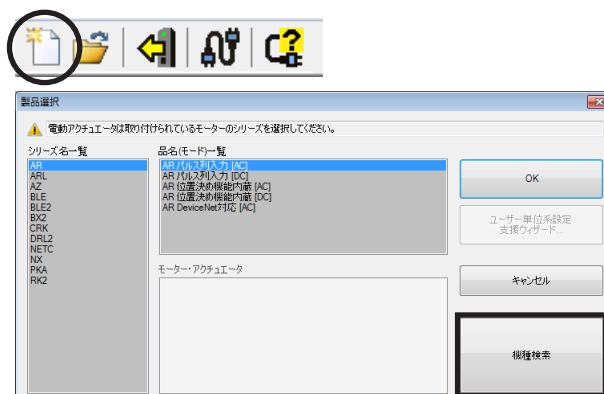 製品選択
電動アクチュエータは取り付けられているモーターのシリーズを選択してください。
シリーズ名一覧
品名(モード)一覧
AR
ARL
AZ
BLE
BLE2
BX2
CRK
DRL2
NETC
NX
PKA
RK2
AR パルス列入力 [AC]
AR パルス列入力 [DC]
AR 位置決め機能内蔵 [AC]
AR 位置決め機能内蔵 [DC]
AR DeviceNet対応 [AC]
モーター・アクチュエータ
OK
ユーザー単位系設定
支援ウィザード...
キャンセル
機種検索